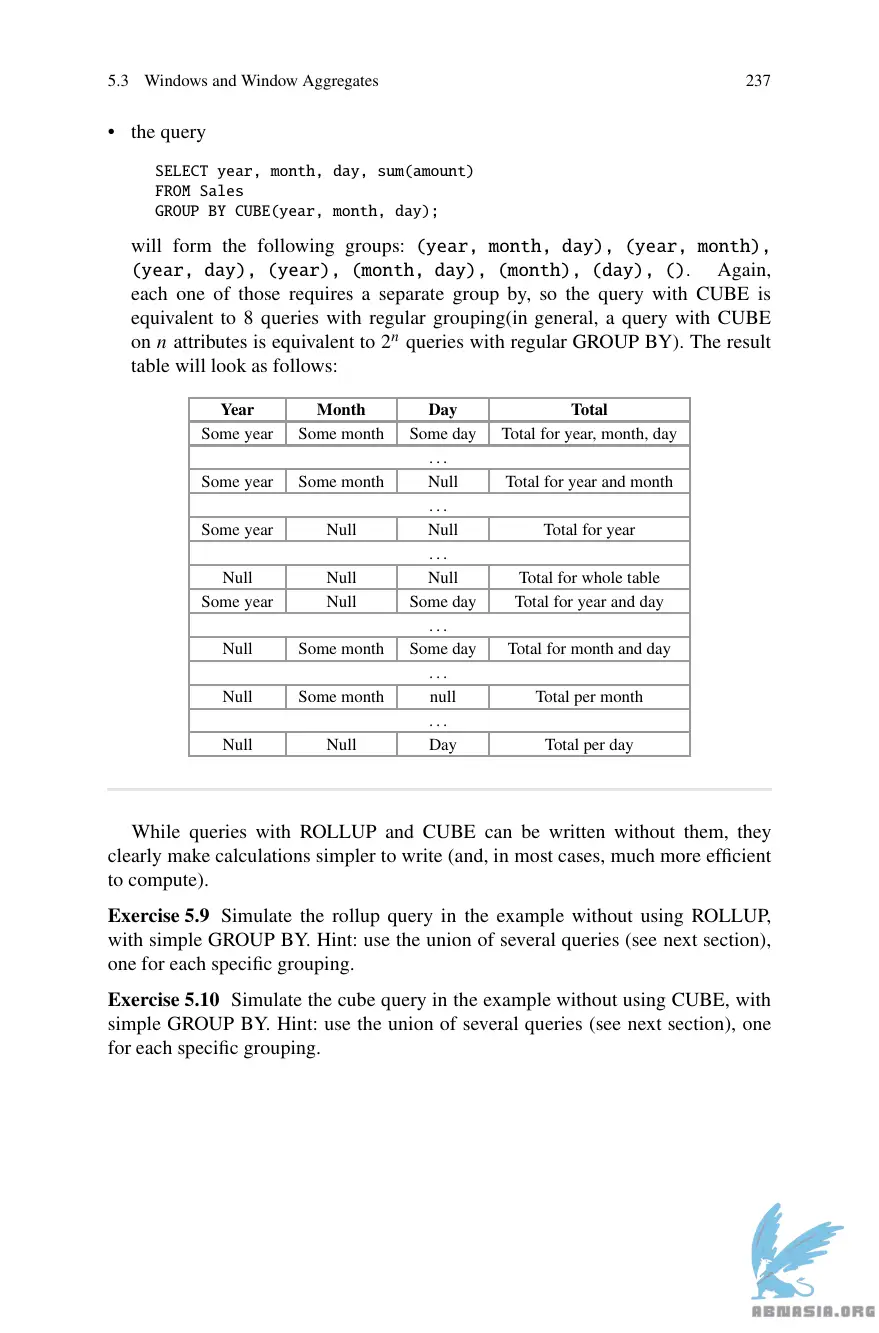 5.3 Windows and Window Aggregates 237
• the query
SELECT year, month, day, sum(amount)
FROM Sales
GROUP BY CUBE(year, month, day);
will form the following groups: (year, month, day), (year, month),
(year, day), (year), (month, day), (month), (day), (). Again,
each one of those requires a separate group by, so the query with CUBE is
equivalent to 8 queries with regular grouping(in general, a query with CUBE
on n attributes is equivalent to 2ⁿ queries with regular GROUP BY). The result
table will look as follows:
Year Month Day Total
Some year Some month Some day Total for year, month, day
...
Some year Some month Null Total for year and month
...
Some year Null Null Total for year
...
Null Null Null Total for whole table
Some year Null Some day Total for year and day
...
Null Some month Some day Total for month and day
...
Null Some month null Total per month
...
Null Null Day Total per day
While queries with ROLLUP and CUBE can be written without them, they
clearly make calculations simpler to write (and, in most cases, much more efficient
to compute).
Exercise 5.9 Simulate the rollup query in the example without using ROLLUP,
with simple GROUP BY. Hint: use the union of several queries (see next section),
one for each specific grouping.
Exercise 5.10 Simulate the cube query in the example without using CUBE, with
simple GROUP BY. Hint: use the union of several queries (see next section), one
for each specific grouping.
ABNASIA.ORG